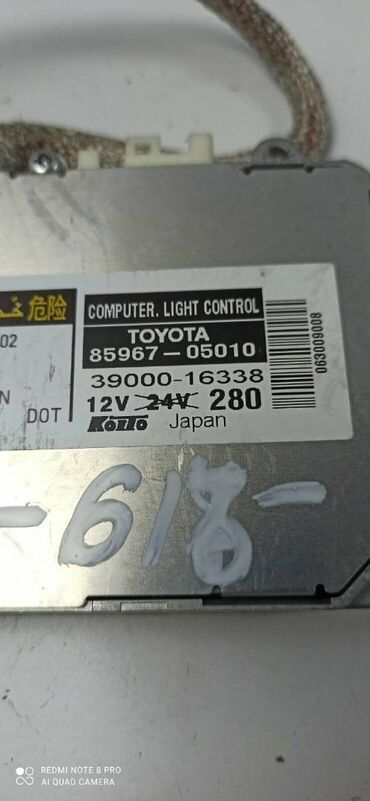 危险
COMPUTER. LIGHT CONTROL
TOYOTA
02
85967-05010
39000-16338
N
12V 24V 280
DOT
KOITO Japan
063009008
-618-
REDMI NOTE 8 PRO
AI QUAD CAMERA